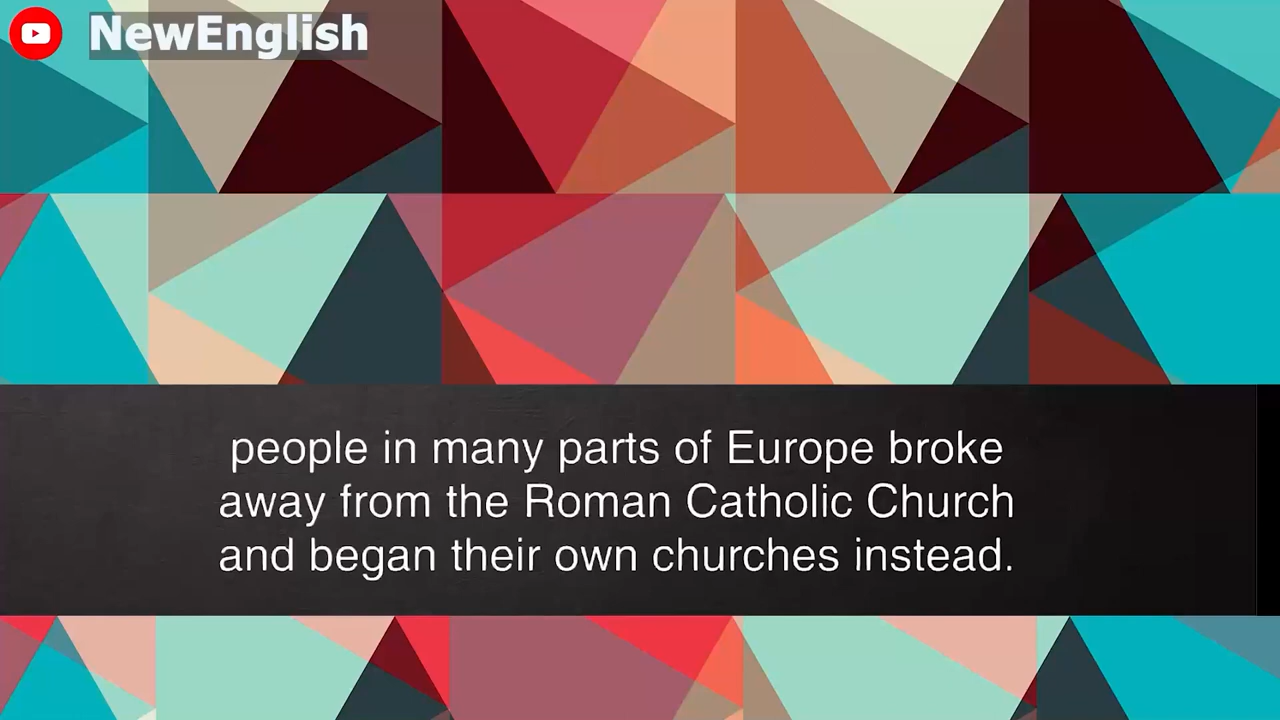 NewEnglish
people in many parts of Europe broke
away from the Roman Catholic Church
and began their own churches instead.